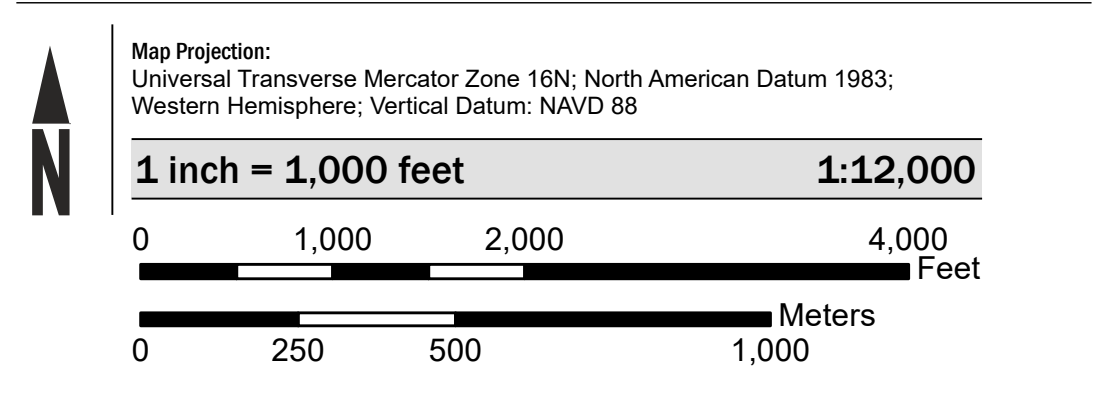 N
Map Projection:
Universal Transverse Mercator Zone 16N; North American Datum 1983;
Western Hemisphere; Vertical Datum: NAVD 88
1 inch = 1,000 feet 1:12,000
0 1,000 2,000 4,000
Feet
Meters
0 250 500 1,000